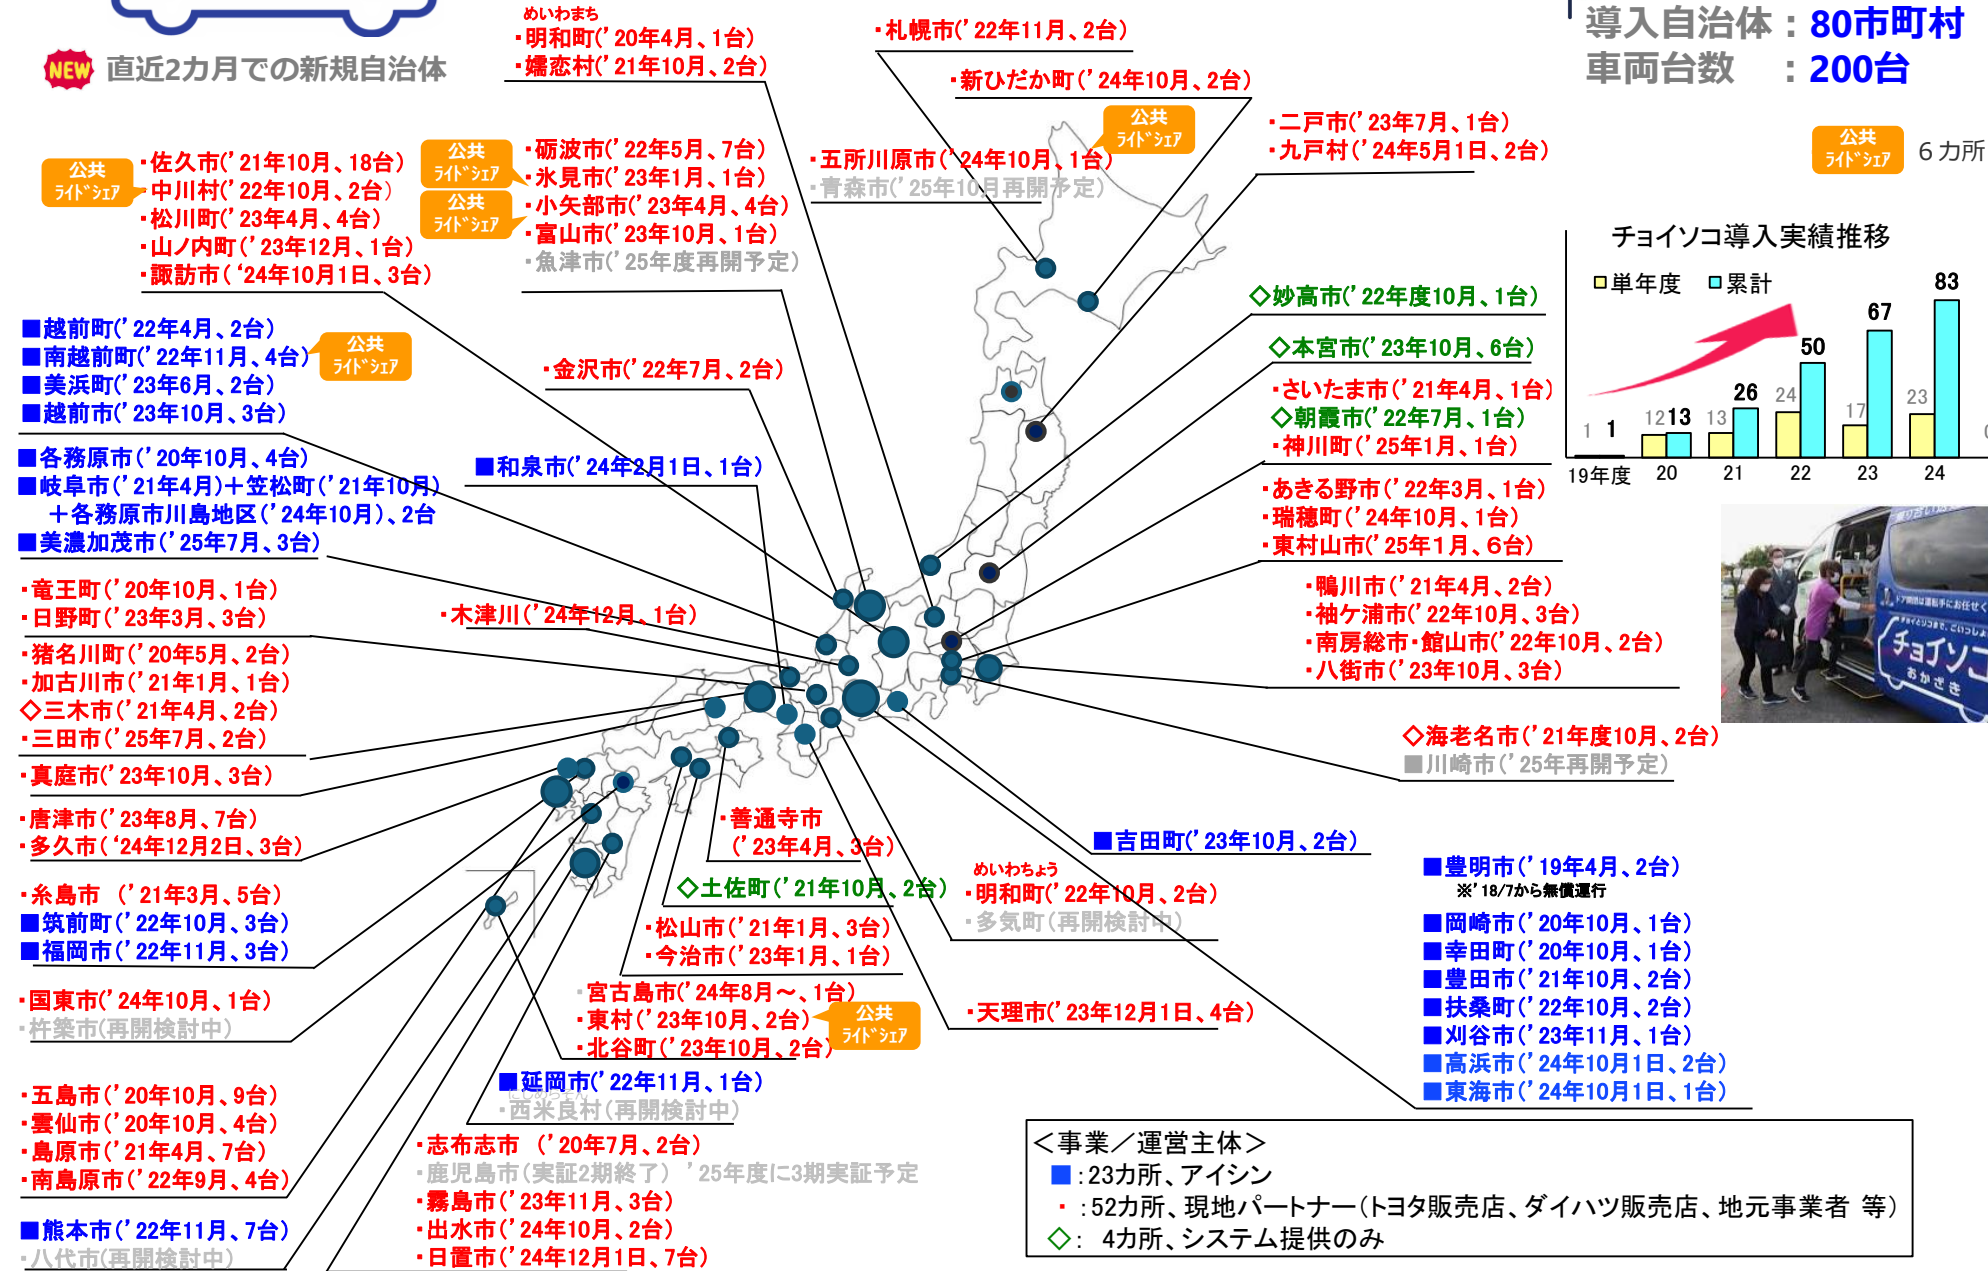 NEW 直近2カ月での新規自治体
導入自治体：80市町村
車両台数　：200台
公共ライドシェア 6カ所
めいわまち
・明和町('20年4月、1台)
・嬬恋村('21年10月、2台)
・札幌市('22年11月、2台)
・新ひだか町('24年10月、2台)
・二戸市('23年7月、1台)
・九戸村('24年5月1日、2台)
公共ライドシェア
・五所川原市('24年10月、1台)
・青森市('25年10月再開予定)
公共ライドシェア
・佐久市('21年10月、18台)
・中川村('22年10月、2台)
・松川町('23年4月、4台)
・山ノ内町('23年12月、1台)
・諏訪市('24年10月1日、3台)
公共ライドシェア
公共ライドシェア
・砺波市('22年5月、7台)
・氷見市('23年1月、1台)
・小矢部市('23年4月、4台)
・富山市('23年10月、1台)
・魚津市('25年度再開予定)
■越前町('22年4月、2台)
■南越前町('22年11月、4台)
■美浜町('23年6月、2台)
■越前市('23年10月、3台)
公共ライドシェア
・金沢市('22年7月、2台)
◇妙高市('22年度10月、1台)
◇本宮市('23年10月、6台)
・さいたま市('21年4月、1台)
◇朝霞市('22年7月、1台)
・神川町('25年1月、1台)
チョイソコ導入実績推移
単年度 累計
1 1 12 13 13 26 24 50 17 67 23 83
19年度 20 21 22 23 24
■各務原市('20年10月、4台)
■岐阜市('21年4月)＋笠松町('21年10月)
＋各務原市川島地区('24年10月)、2台
■美濃加茂市('25年7月、3台)
■和泉市('24年2月1日、1台)
・あきる野市('22年3月、1台)
・瑞穂町('24年10月、1台)
・東村山市('25年1月、6台)
・竜王町('20年10月、1台)
・日野町('23年3月、3台)
・木津川('24年12月、1台)
・鴨川市('21年4月、2台)
・袖ケ浦市('22年10月、3台)
・南房総市・館山市('22年10月、2台)
・八街市('23年10月、3台)
チョイソコ
おかざき
・猪名川町('20年5月、2台)
・加古川市('21年1月、1台)
◇三木市('21年4月、2台)
・三田市('25年7月、2台)
・真庭市('23年10月、3台)
◇海老名市('21年度10月、2台)
■川崎市('25年再開予定)
・唐津市('23年8月、7台)
・多久市('24年12月2日、3台)
・善通寺市
('23年4月、3台)
■吉田町('23年10月、2台)
◇土佐町('21年10月、2台)
めいわちょう
・明和町('22年10月、2台)
・多気町(再開検討中)
■豊明市('19年4月、2台)
※'18/7から無償運行
■岡崎市('20年10月、1台)
■幸田町('20年10月、1台)
■豊田市('21年10月、2台)
■扶桑町('22年10月、2台)
■刈谷市('23年11月、1台)
■高浜市('24年10月1日、2台)
■東海市('24年10月1日、1台)
・糸島市 ('21年3月、5台)
■筑前町('22年10月、3台)
■福岡市('22年11月、3台)
・松山市('21年1月、3台)
・今治市('23年1月、1台)
・国東市('24年10月、1台)
・杵築市(再開検討中)
・宮古島市('24年8月～、1台)
・東村('23年10月、2台)
・北谷町('23年10月、2台)
公共ライドシェア
・天理市('23年12月1日、4台)
■延岡市('22年11月、1台)
にしめらそん
・西米良村(再開検討中)
・五島市('20年10月、9台)
・雲仙市('20年10月、4台)
・島原市('21年4月、7台)
・南島原市('22年9月、4台)
・志布志市 ('20年7月、2台)
・鹿児島市(実証2期終了) '25年度に3期実証予定
・霧島市('23年11月、3台)
・出水市('24年10月、2台)
・日置市('24年12月1日、7台)
■熊本市('22年11月、7台)
・八代市(再開検討中)
＜事業／運営主体＞
■：23カ所、アイシン
・：52カ所、現地パートナー(トヨタ販売店、ダイハツ販売店、地元事業者 等)
◇： 4カ所、システム提供のみ